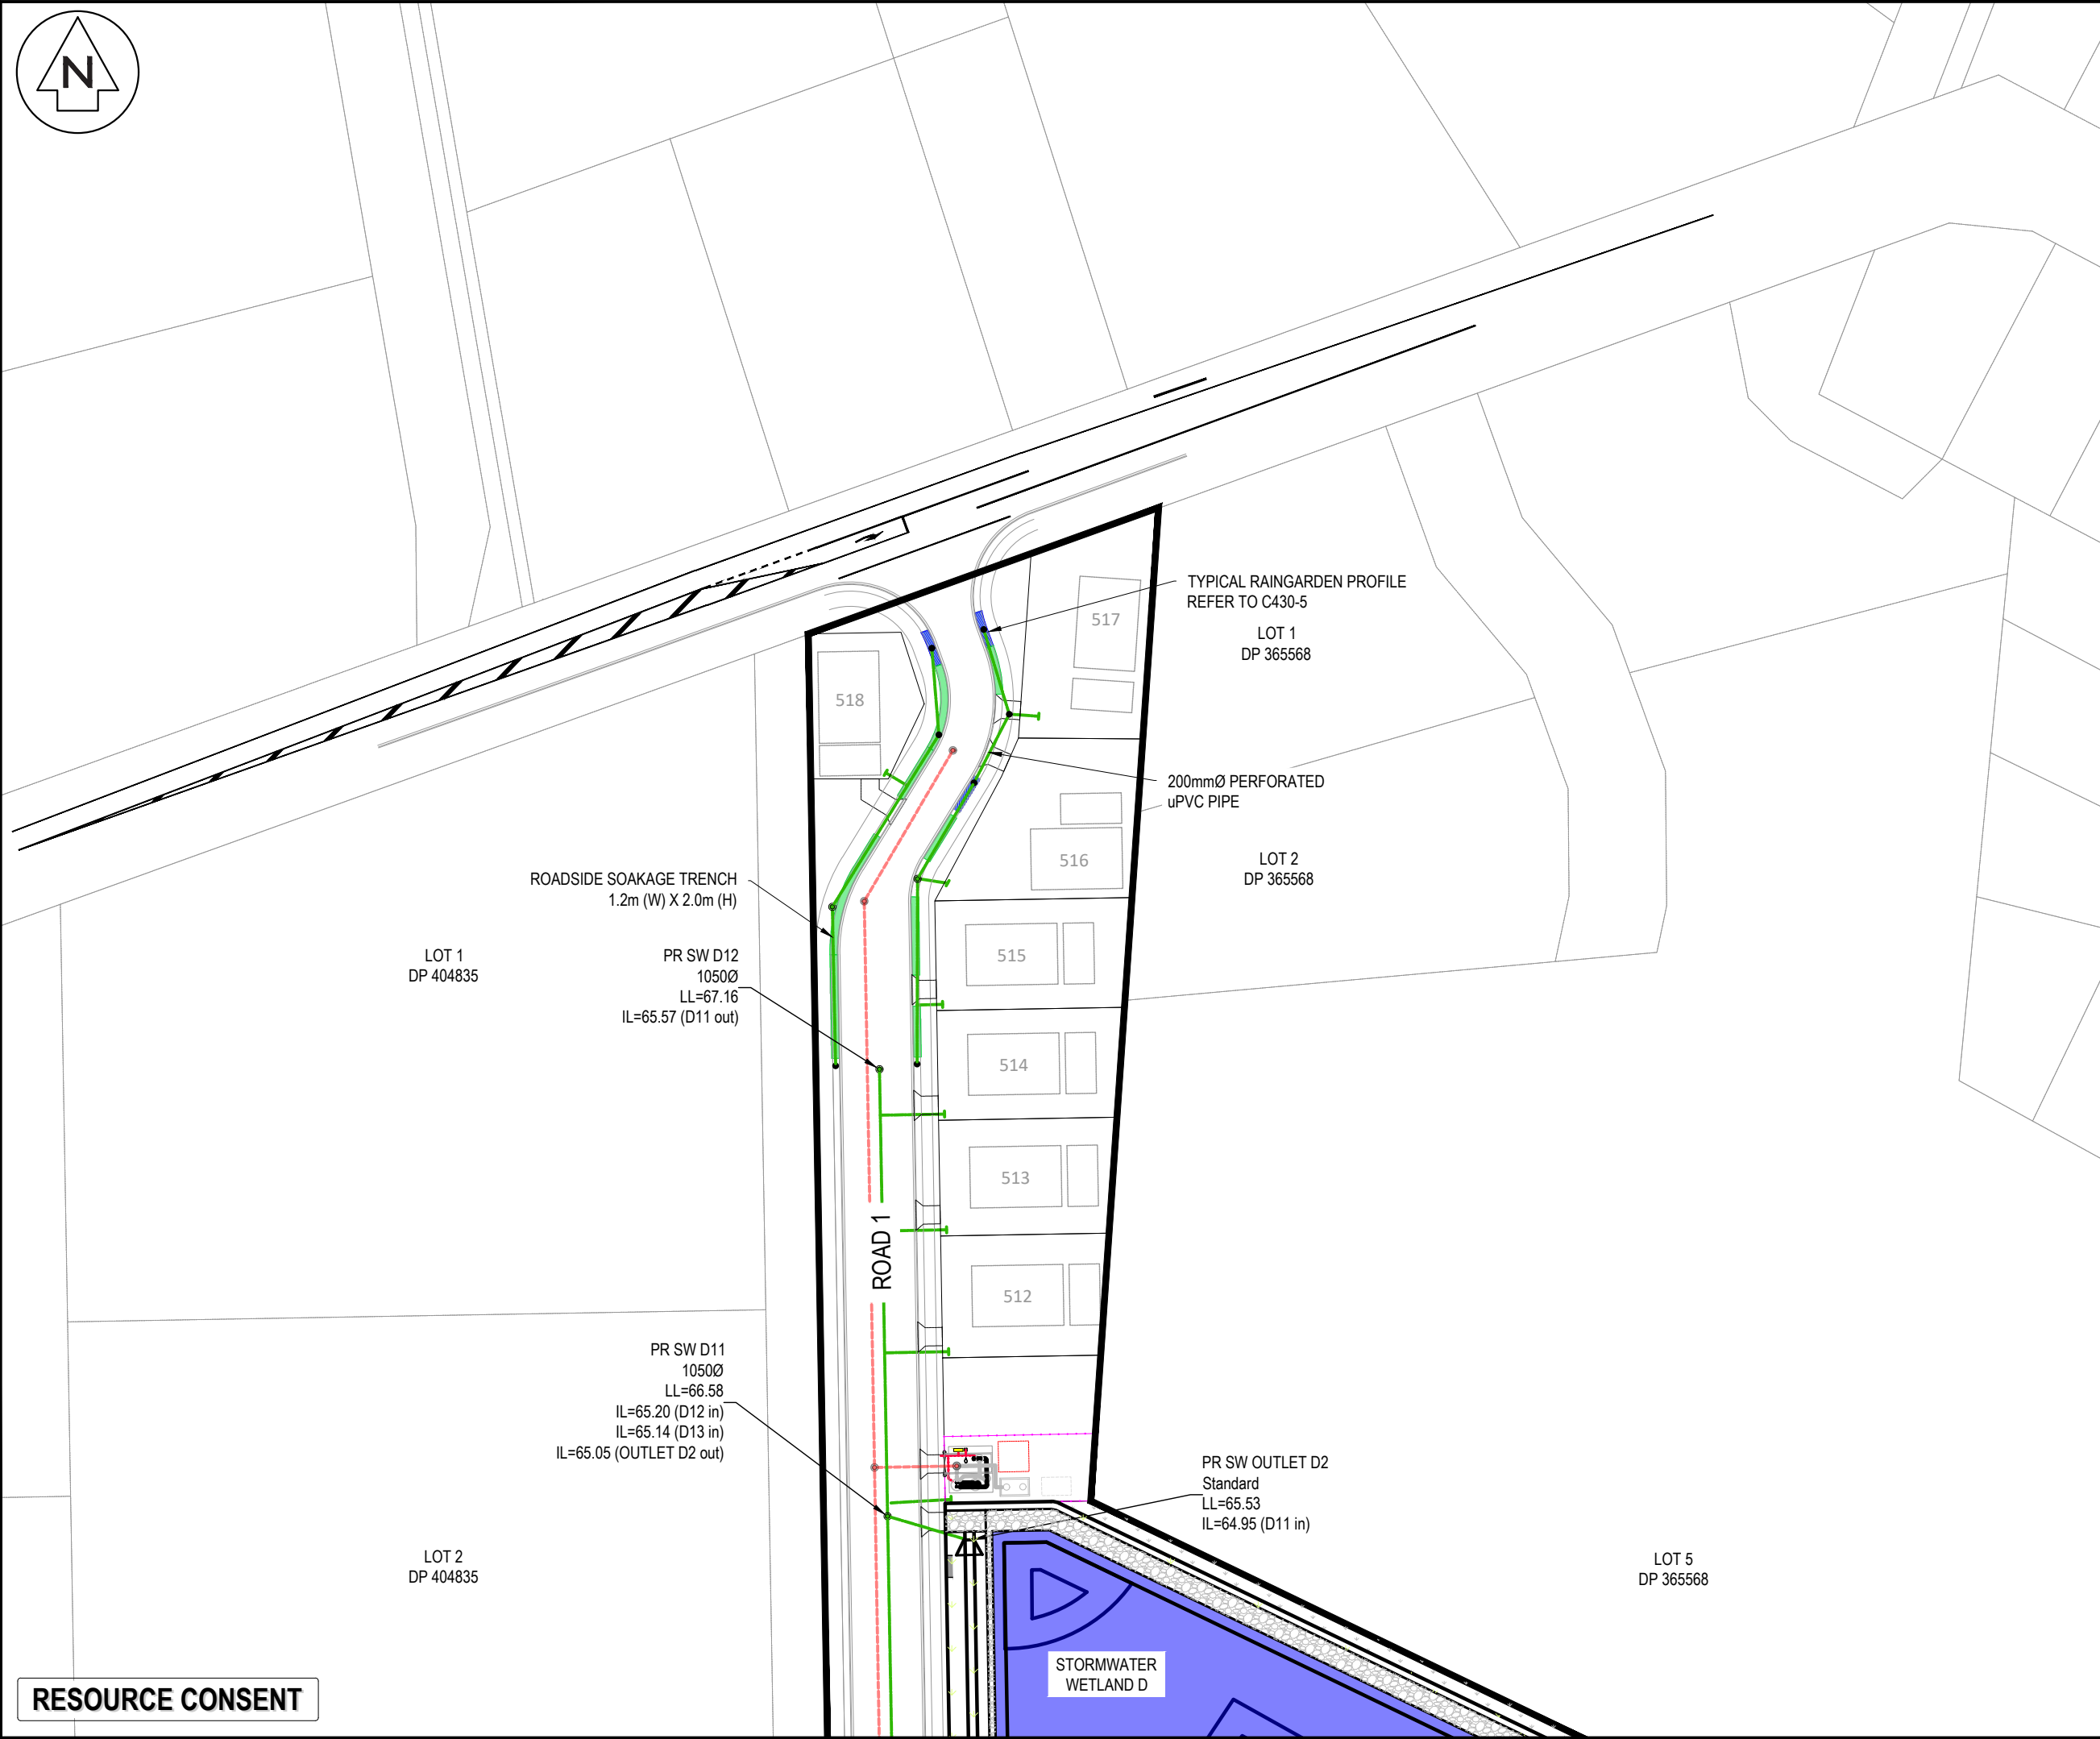 N
TYPICAL RAINGARDEN PROFILE
REFER TO C430-5
517
LOT 1
DP 365568
518
200mmØ PERFORATED
uPVC PIPE
516
LOT 2
DP 365568
ROADSIDE SOAKAGE TRENCH
1.2m (W) X 2.0m (H)
515
LOT 1
DP 404835
PR SW D12
1050Ø
LL=67.16
IL=65.57 (D11 out)
514
513
ROAD 1
512
PR SW D11
1050Ø
LL=66.58
IL=65.20 (D12 in)
IL=65.14 (D13 in)
IL=65.05 (OUTLET D2 out)
PR SW OUTLET D2
Standard
LL=65.53
IL=64.95 (D11 in)
LOT 2
DP 404835
LOT 5
DP 365568
STORMWATER
WETLAND D
RESOURCE CONSENT